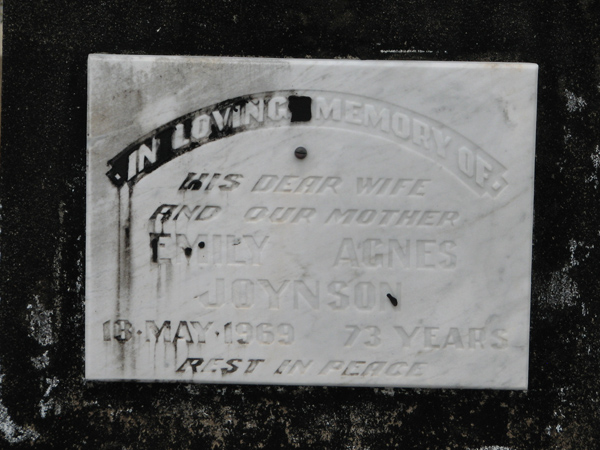 IN LOVING MEMORY OF
HIS DEAR WIFE
AND OUR MOTHER
EMILY AGNES
JOYNSON
18·MAY·1969 73 YEARS
REST IN PEACE